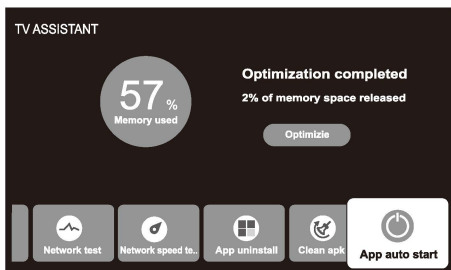 TV ASSISTANT
57%
Memory used
Optimization completed
2% of memory space released
Optimizie
Network test
Network speed te..
App uninstall
Clean apk
App auto start